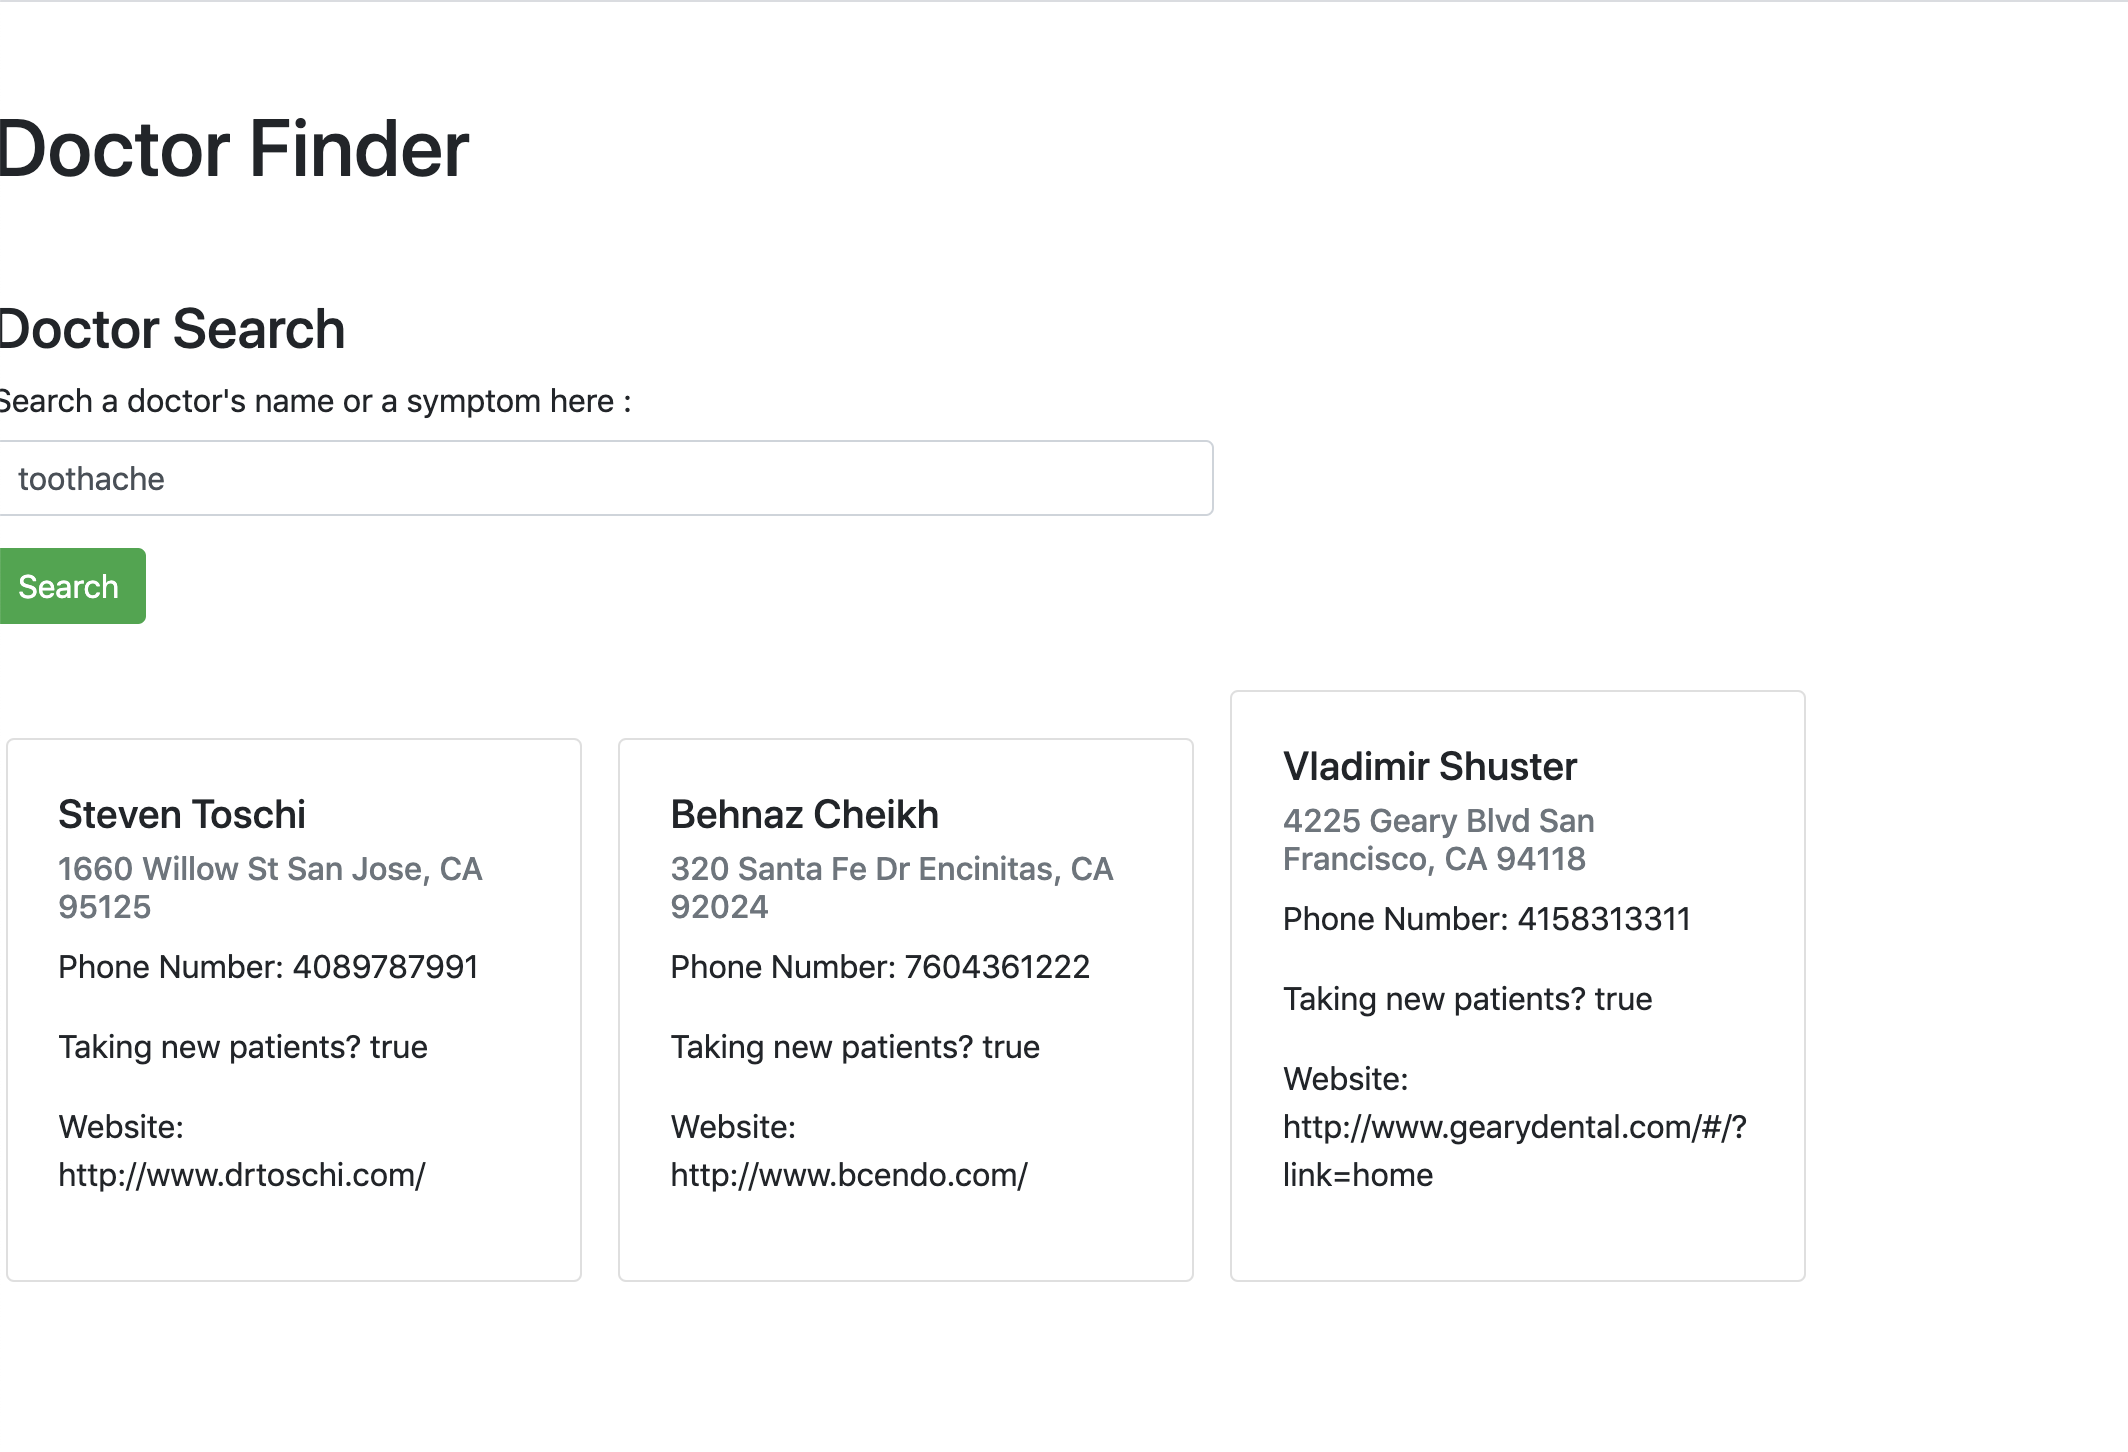 Doctor Finder
Doctor Search
Search a doctor's name or a symptom here :
toothache
Search
Steven Toschi
1660 Willow St San Jose, CA
95125
Phone Number: 4089787991
Taking new patients? true
Website:
http://www.drtoschi.com/
Behnaz Cheikh
320 Santa Fe Dr Encinitas, CA
92024
Phone Number: 7604361222
Taking new patients? true
Website:
http://www.bcendo.com/
Vladimir Shuster
4225 Geary Blvd San
Francisco, CA 94118
Phone Number: 4158313311
Taking new patients? true
Website:
http://www.gearydental.com/#/?
link=home